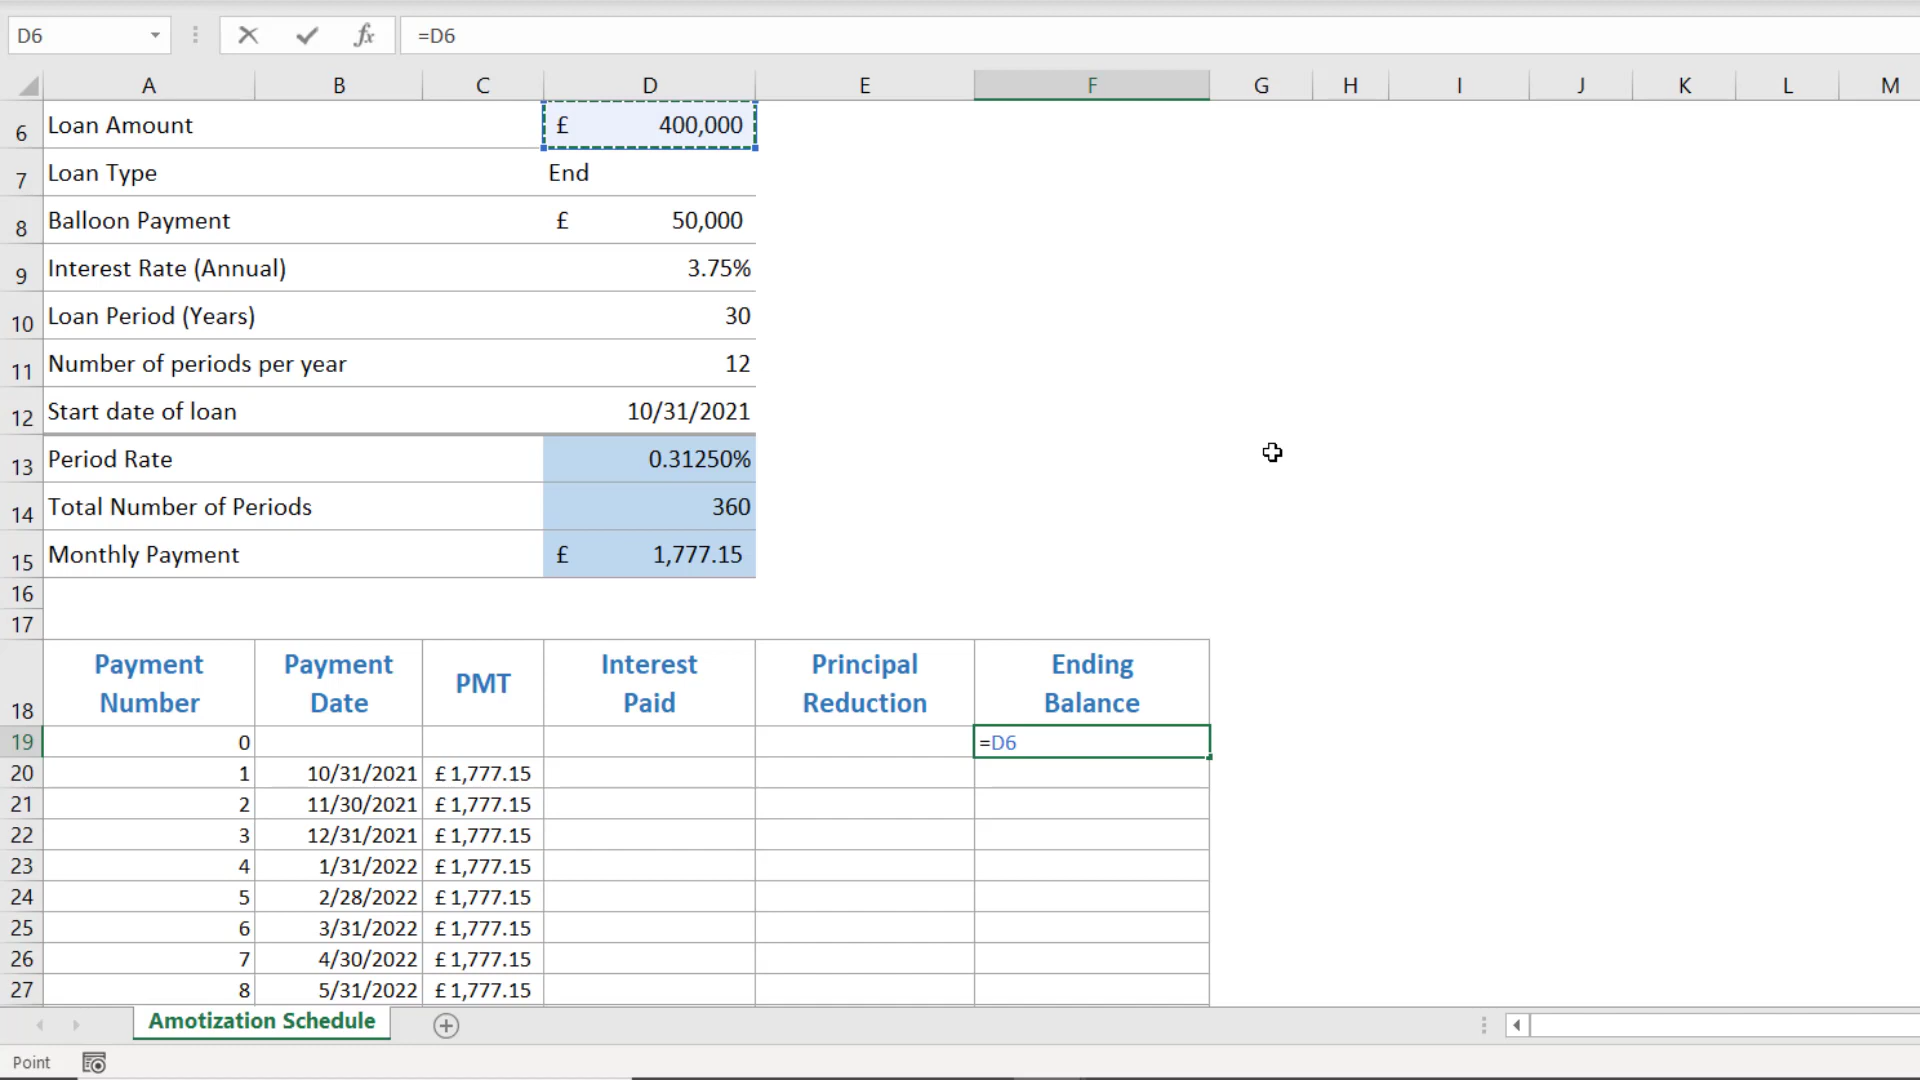 D6 fx =D6
A B C D E F G H I J K L M
6 Loan Amount £ 400,000
7 Loan Type End
8 Balloon Payment £ 50,000
9 Interest Rate (Annual) 3.75%
10 Loan Period (Years) 30
11 Number of periods per year 12
12 Start date of loan 10/31/2021
13 Period Rate 0.31250%
14 Total Number of Periods 360
15 Monthly Payment £ 1,777.15
16
17
Payment Payment Interest Principal Ending
18 Number Date PMT Paid Reduction Balance
19 0 =D6
20 1 10/31/2021 £ 1,777.15
21 2 11/30/2021 £ 1,777.15
22 3 12/31/2021 £ 1,777.15
23 4 1/31/2022 £ 1,777.15
24 5 2/28/2022 £ 1,777.15
25 6 3/31/2022 £ 1,777.15
26 7 4/30/2022 £ 1,777.15
27 8 5/31/2022 £ 1,777.15
Amotization Schedule
Point